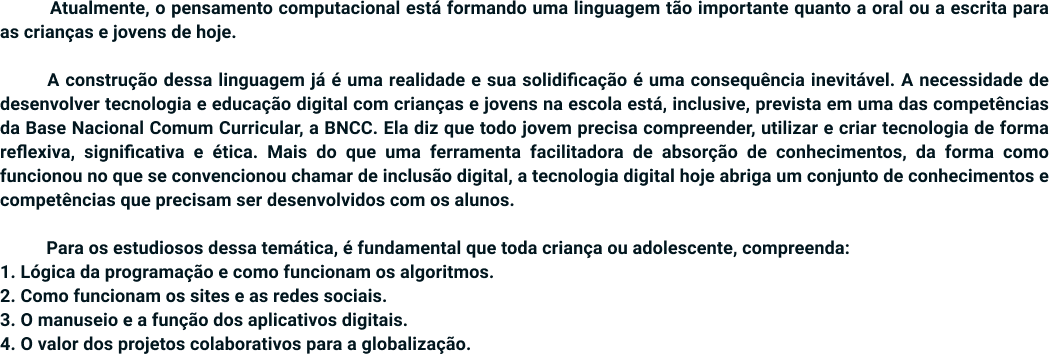 Atualmente, o pensamento computacional está formando uma linguagem tão importante quanto a oral ou a escrita para
as crianças e jovens de hoje.
A construção dessa linguagem já é uma realidade e sua solidificação é uma consequência inevitável. A necessidade de
desenvolver tecnologia e educação digital com crianças e jovens na escola está, inclusive, prevista em uma das competências
da Base Nacional Comum Curricular, a BNCC. Ela diz que todo jovem precisa compreender, utilizar e criar tecnologia de forma
reflexiva, significativa e ética. Mais do que uma ferramenta facilitadora de absorção de conhecimentos, da forma como
funcionou no que se convencionou chamar de inclusão digital, a tecnologia digital hoje abriga um conjunto de conhecimentos e
competências que precisam ser desenvolvidos com os alunos.
Para os estudiosos dessa temática, é fundamental que toda criança ou adolescente, compreenda:
1. Lógica da programação e como funcionam os algoritmos.
2. Como funcionam os sites e as redes sociais.
3. O manuseio e a função dos aplicativos digitais.
4. O valor dos projetos colaborativos para a globalização.